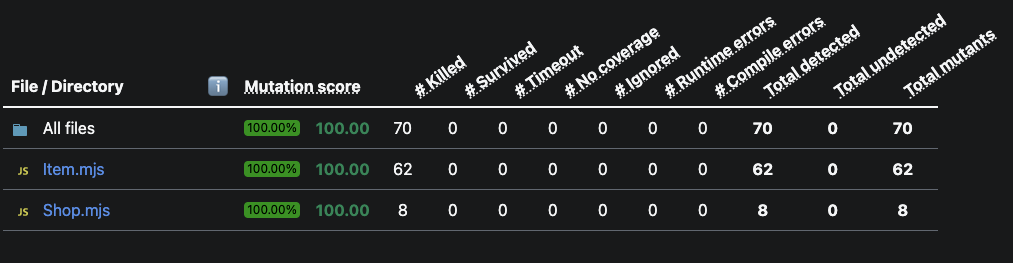 File / Directory ℹ Mutation score # Killed # Survived # Timeout # No coverage # Ignored # Runtime errors # Compile errors Total detected Total undetected Total mutants
All files 100.00% 100.00 70 0 0 0 0 0 0 70 0 70
JS Item.mjs 100.00% 100.00 62 0 0 0 0 0 0 62 0 62
JS Shop.mjs 100.00% 100.00 8 0 0 0 0 0 0 8 0 8